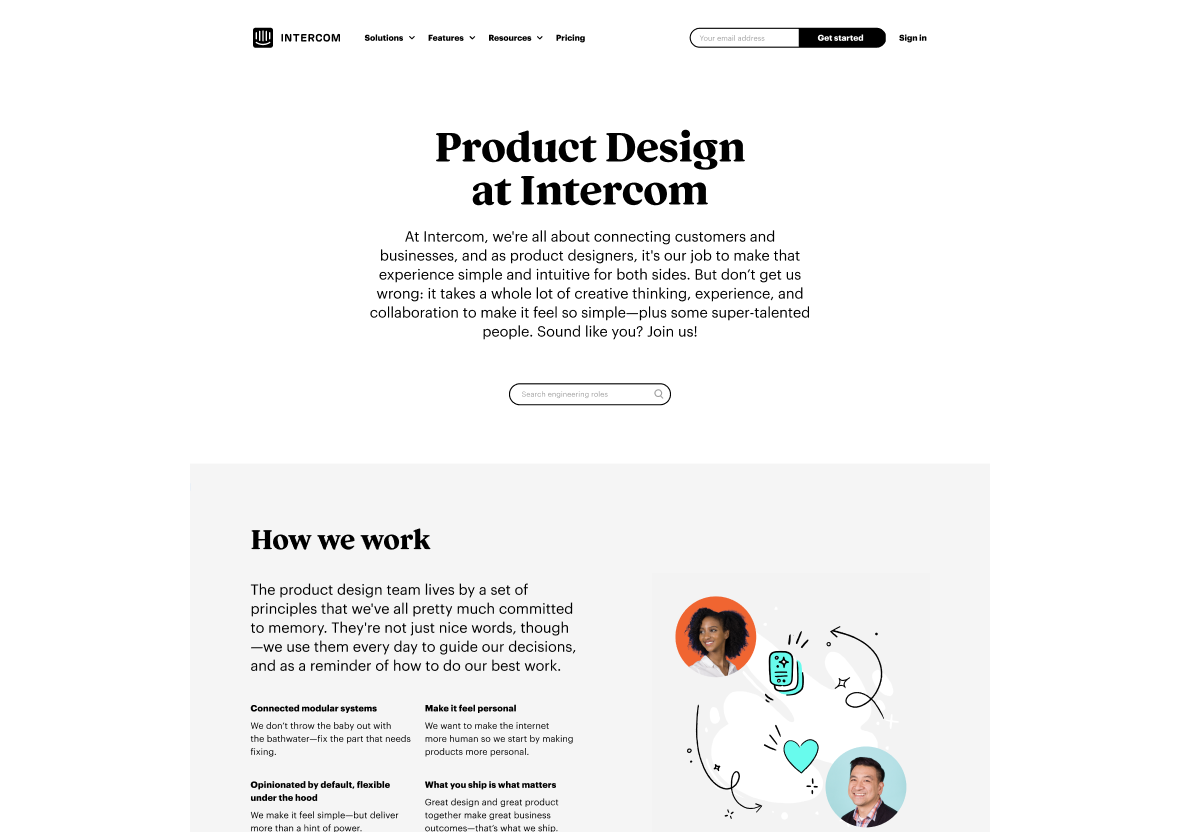 INTERCOM
Solutions
Features
Resources
Pricing
Your email address
Get started
Sign in
Product Design
at Intercom
At Intercom, we're all about connecting customers and
businesses, and as product designers, it's our job to make that
experience simple and intuitive for both sides. But don’t get us
wrong: it takes a whole lot of creative thinking, experience, and
collaboration to make it feel so simple—plus some super-talented
people. Sound like you? Join us!
Search engineering roles
How we work
The product design team lives by a set of
principles that we've all pretty much committed
to memory. They're not just nice words, though
—we use them every day to guide our decisions,
and as a reminder of how to do our best work.
Connected modular systems
We don’t throw the baby out with
the bathwater—fix the part that needs
fixing.
Make it feel personal
We want to make the internet
more human so we start by making
products more personal.
Opinionated by default, flexible
under the hood
We make it feel simple—but deliver
more than a hint of power.
What you ship is what matters
Great design and great product
together make great business
outcomes—that’s what we ship.